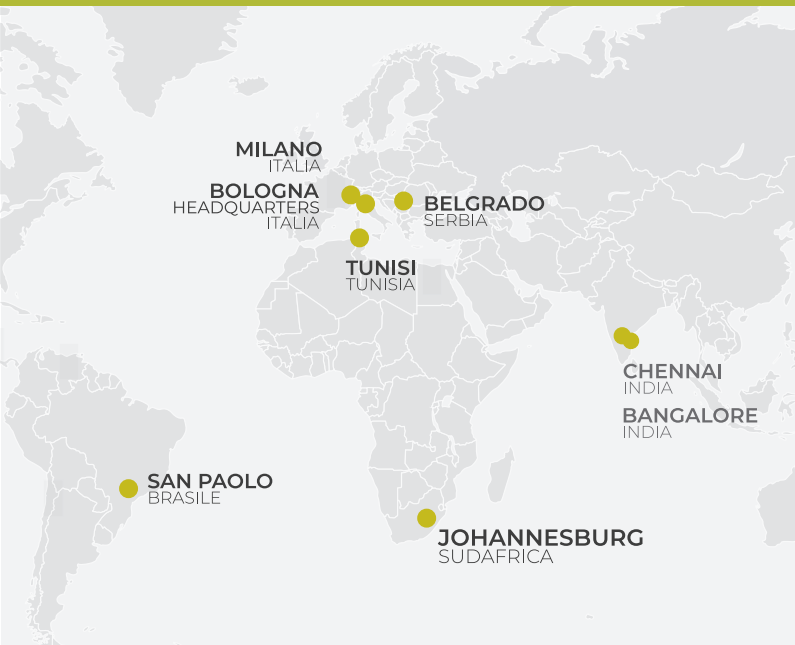 MILANO
ITALIA
BOLOGNA
HEADQUARTERS
ITALIA
BELGRADO
SERBIA
TUNISI
TUNISIA
CHENNAI
INDIA
BANGALORE
INDIA
SAN PAOLO
BRASILE
JOHANNESBURG
SUDAFRICA